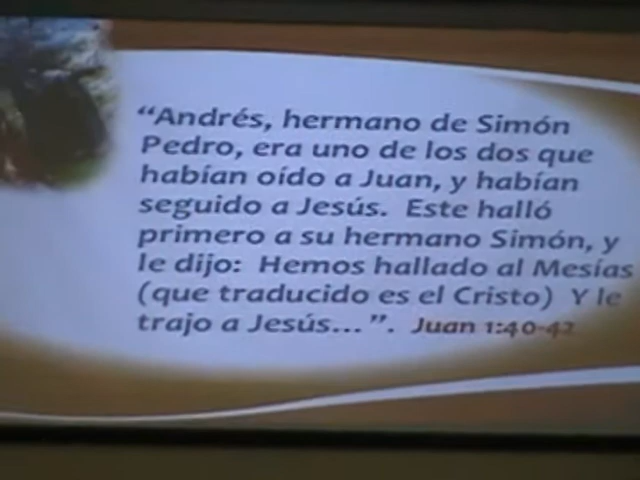 “Andrés, hermano de Simón
Pedro, era uno de los dos que
habían oído a Juan, y habían
seguido a Jesús. Este halló
primero a su hermano Simón, y
le dijo: Hemos hallado al Mesías
(que traducido es el Cristo) Y le
trajo a Jesús...”. Juan 1:40-42